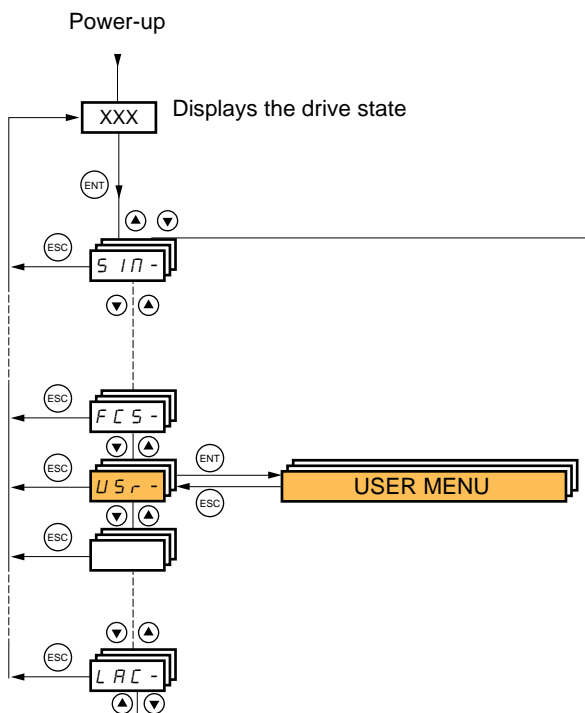 Power-up
XXX
Displays the drive state
ENT
ESC
SIM-
ESC
FCS-
ESC
ENT
USr-
USER MENU
ESC
ESC
ESC
LAC-